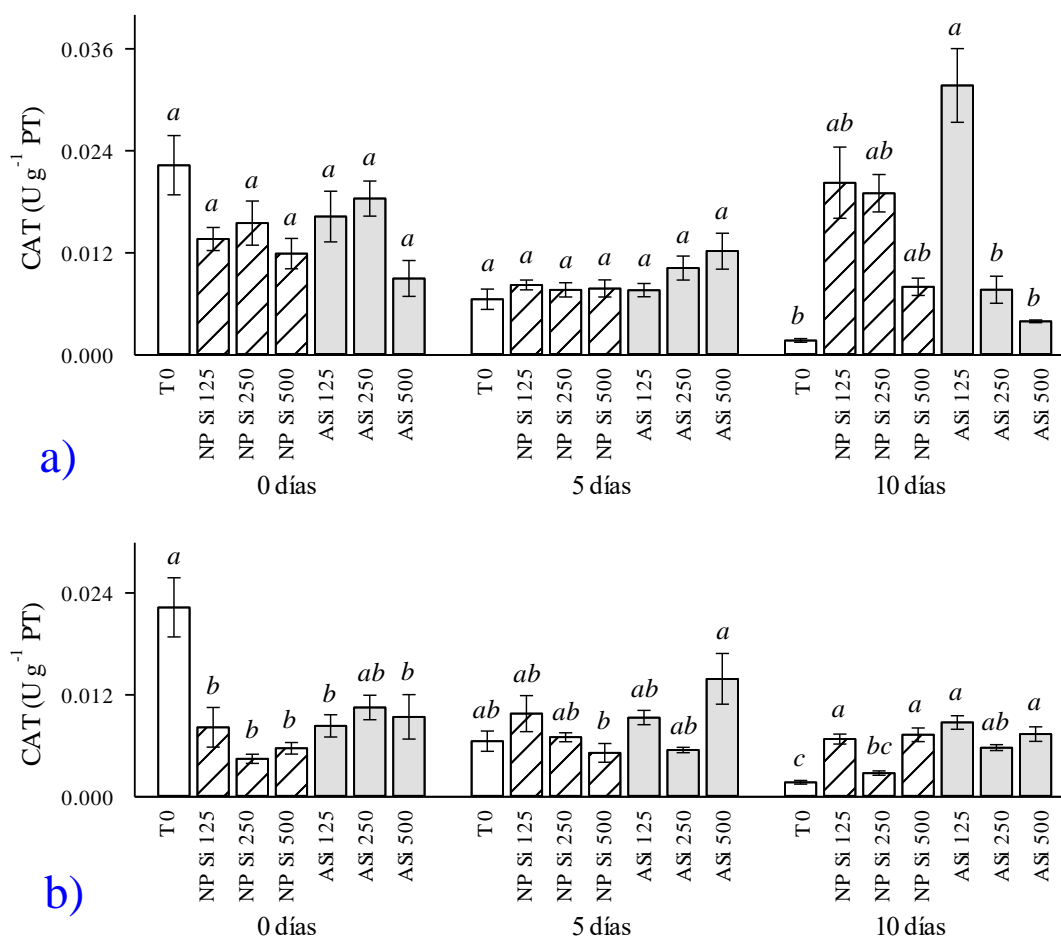 a
a
a
a
a
a
a
a
a
a
a
a
a
a
b
ab
ab
ab
a
b
b
0.036
0.024
0.012
0.000
CAT (U g⁻¹ PT)
T0
NP Si 125
NP Si 250
NP Si 500
ASi 125
ASi 250
ASi 500
T0
NP Si 125
NP Si 250
NP Si 500
ASi 125
ASi 250
ASi 500
T0
NP Si 125
NP Si 250
NP Si 500
ASi 125
ASi 250
ASi 500
a)
0 días
5 días
10 días
a
b
b
b
b
ab
b
ab
ab
ab
b
ab
ab
a
c
a
bc
a
a
ab
a
0.024
0.012
0.000
CAT (U g⁻¹ PT)
T0
NP Si 125
NP Si 250
NP Si 500
ASi 125
ASi 250
ASi 500
T0
NP Si 125
NP Si 250
NP Si 500
ASi 125
ASi 250
ASi 500
T0
NP Si 125
NP Si 250
NP Si 500
ASi 125
ASi 250
ASi 500
b)
0 días
5 días
10 días